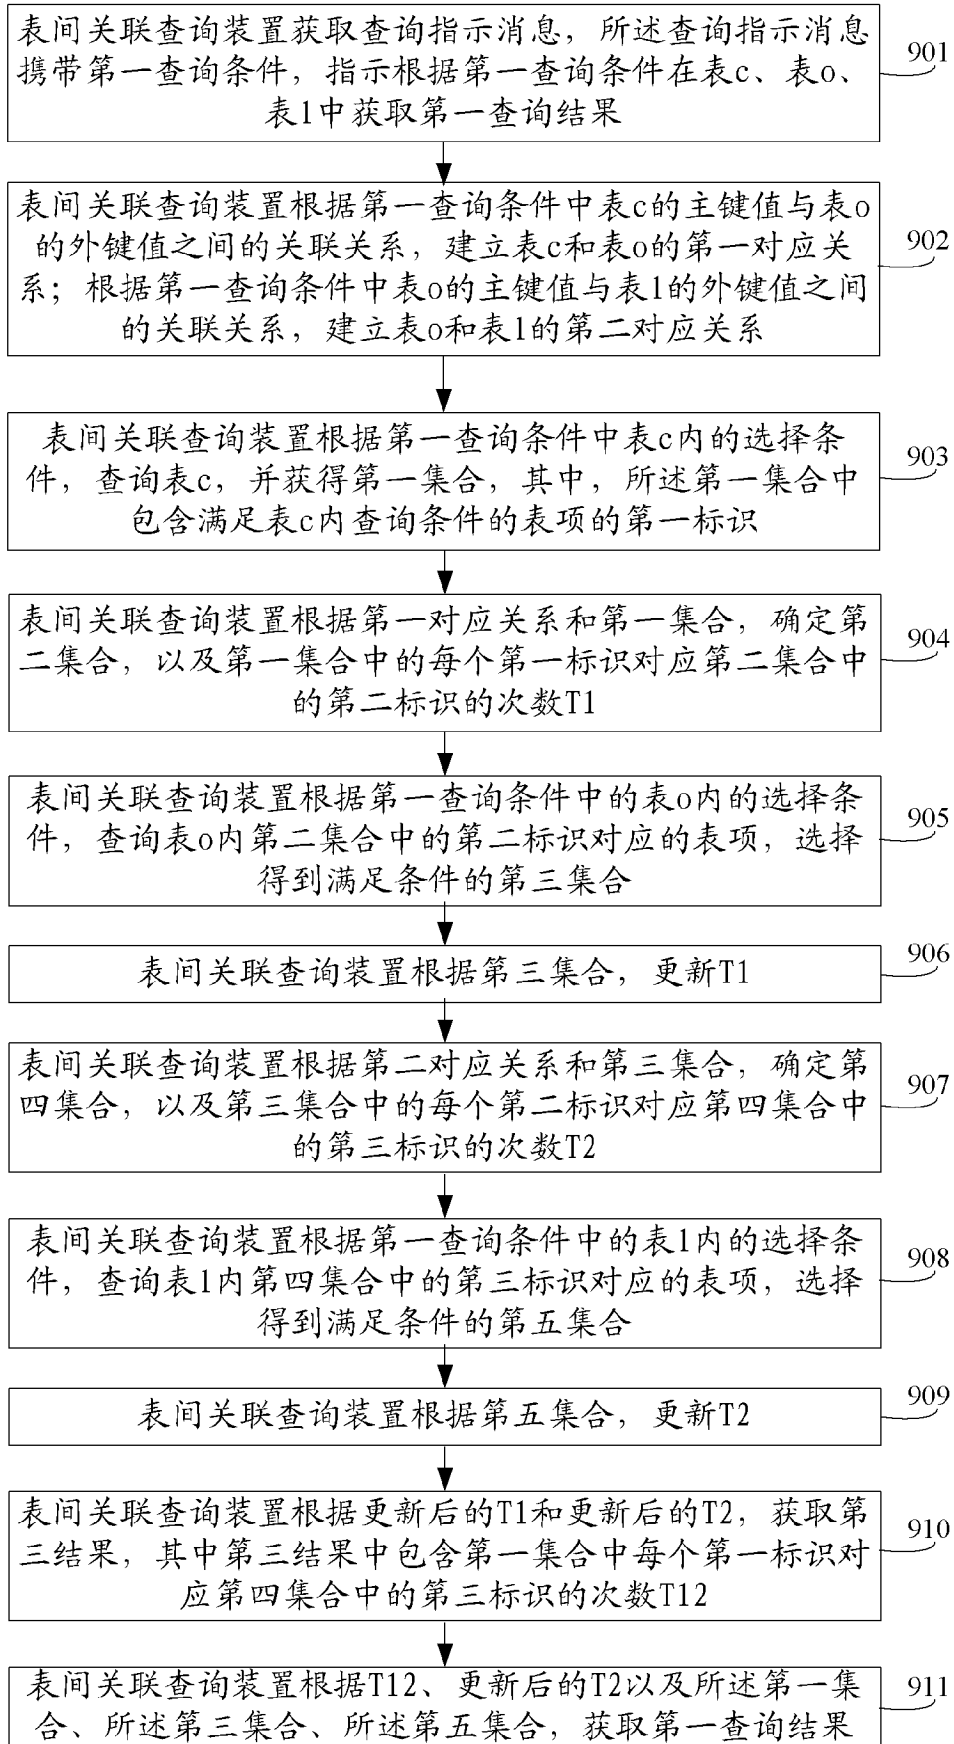 表间关联查询装置获取查询指示消息，所述查询指示消息
携带第一查询条件，指示根据第一查询条件在表c、表o、
表l中获取第一查询结果
901
表间关联查询装置根据第一查询条件中表c的主键值与表o
的外键值之间的关联关系，建立表c和表o的第一对应关
系；根据第一查询条件中表o的主键值与表l的外键值之间
的关联关系，建立表o和表l的第二对应关系
902
表间关联查询装置根据第一查询条件中表c内的选择条
件，查询表c，并获得第一集合，其中，所述第一集合中
包含满足表c内查询条件的表项的第一标识
903
表间关联查询装置根据第一对应关系和第一集合，确定第
二集合，以及第一集合中的每个第一标识对应第二集合中
的第二标识的次数T1
904
表间关联查询装置根据第一查询条件中的表o内的选择条
件，查询表o内第二集合中的第二标识对应的表项，选择
得到满足条件的第三集合
905
表间关联查询装置根据第三集合，更新T1
906
表间关联查询装置根据第二对应关系和第三集合，确定第
四集合，以及第三集合中的每个第二标识对应第四集合中
的第三标识的次数T2
907
表间关联查询装置根据第一查询条件中的表l内的选择条
件，查询表l内第四集合中的第三标识对应的表项，选择
得到满足条件的第五集合
908
表间关联查询装置根据第五集合，更新T2
909
表间关联查询装置根据更新后的T1和更新后的T2，获取第
三结果，其中第三结果中包含第一集合中每个第一标识对
应第四集合中的第三标识的次数T12
910
表间关联查询装置根据T12、更新后的T2以及所述第一集
合、所述第三集合、所述第五集合，获取第一查询结果
911